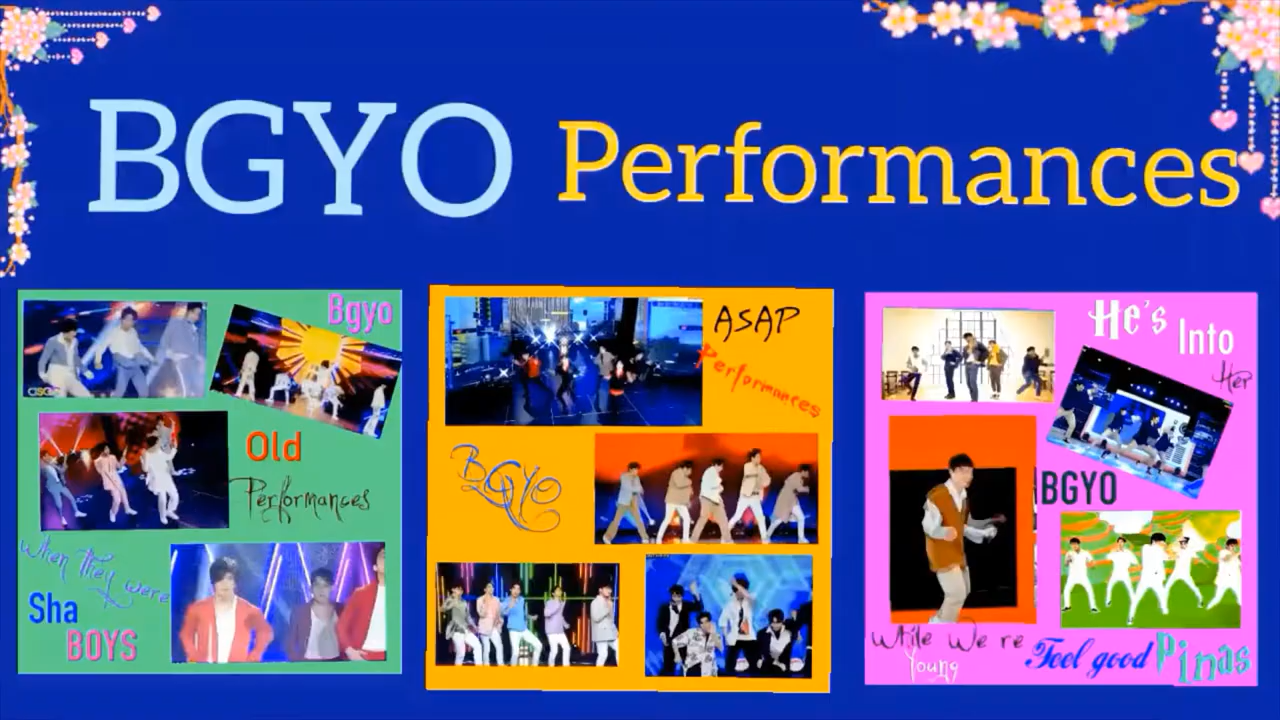 BGYO Performances
Bgyo
Old
Performances
When They were
Sha
BOYS
ASAP
Performances
BGYO
He's Into
Her
BGYO
While We re
Young
Feel good Pinas